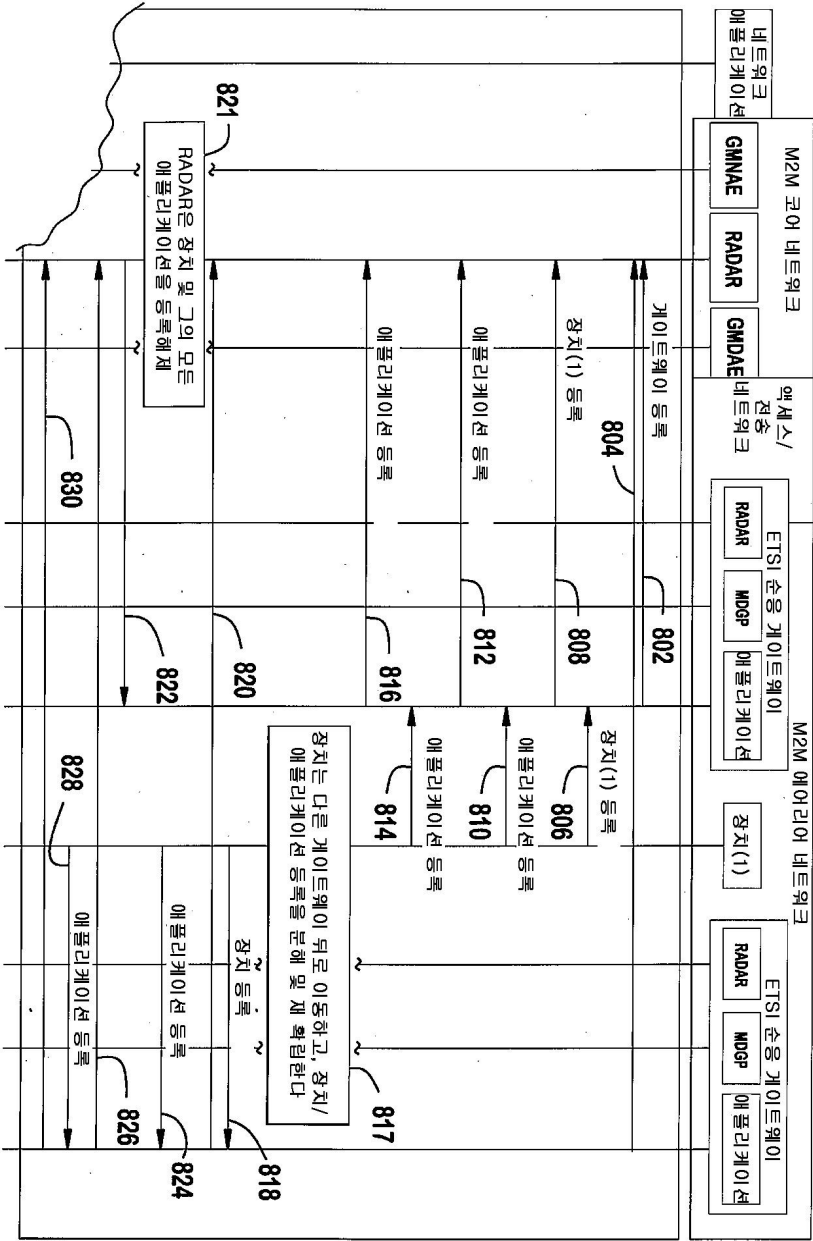 네트워크
애플리케이션
M2M 코어 네트워크
GMNAE
RADAR
GMDAE
액세스/
전송
네트워크
M2M 에어리어 네트워크
ETSI 순응 게이트웨이
RADAR
MDGP
애플리케이션
장치(1)
ETSI 순응 게이트웨이
RADAR
MDGP
애플리케이션
게이트웨이 등록
802
804
장치(1) 등록
806
장치(1) 등록
808
애플리케이션 등록
810
애플리케이션 등록
812
애플리케이션 등록
814
애플리케이션 등록
816
장치는 다른 게이트웨이 뒤로 이동하고, 장치/
애플리케이션 등록을 분해 및 재 확립한다
817
장치 등록
818
820
RADAR은 장치 및 그의 모든
애플리케이션을 등록해제
821
애플리케이션 등록
824
822
826
애플리케이션 등록
828
830